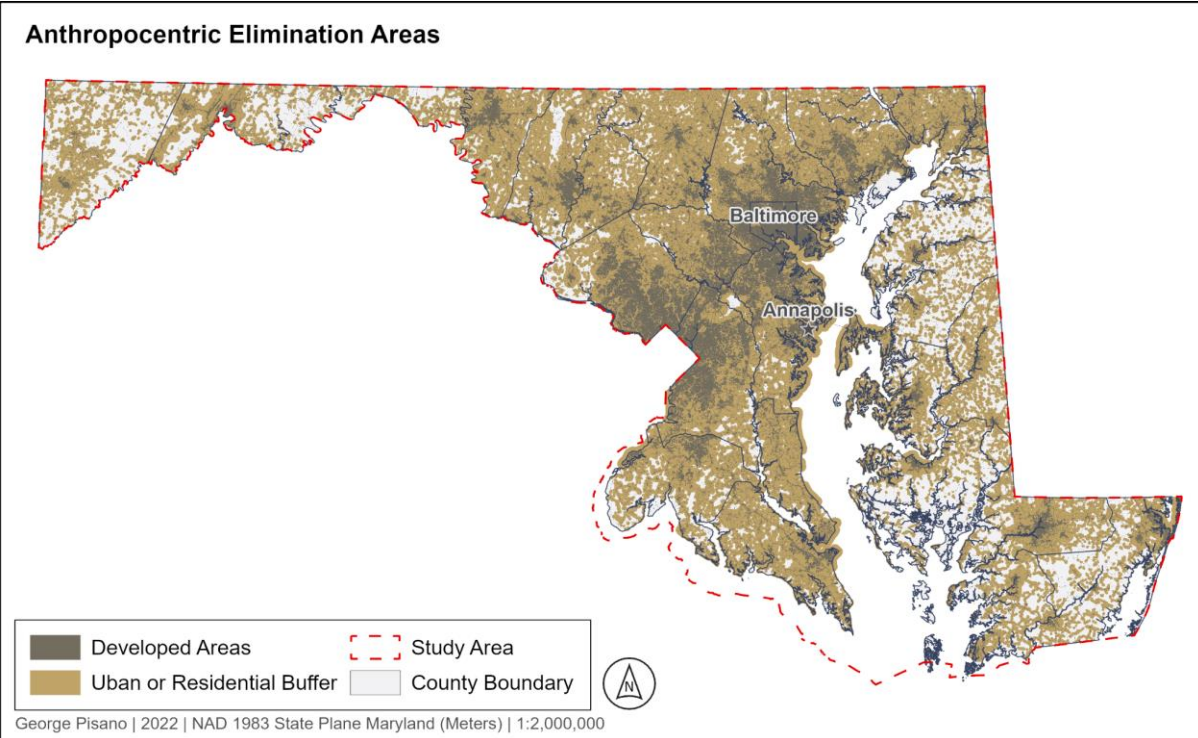 Anthropocentric Elimination Areas
Baltimore
Annapolis
Developed Areas
Study Area
Uban or Residential Buffer
County Boundary
N
George Pisano | 2022 | NAD 1983 State Plane Maryland (Meters) | 1:2,000,000